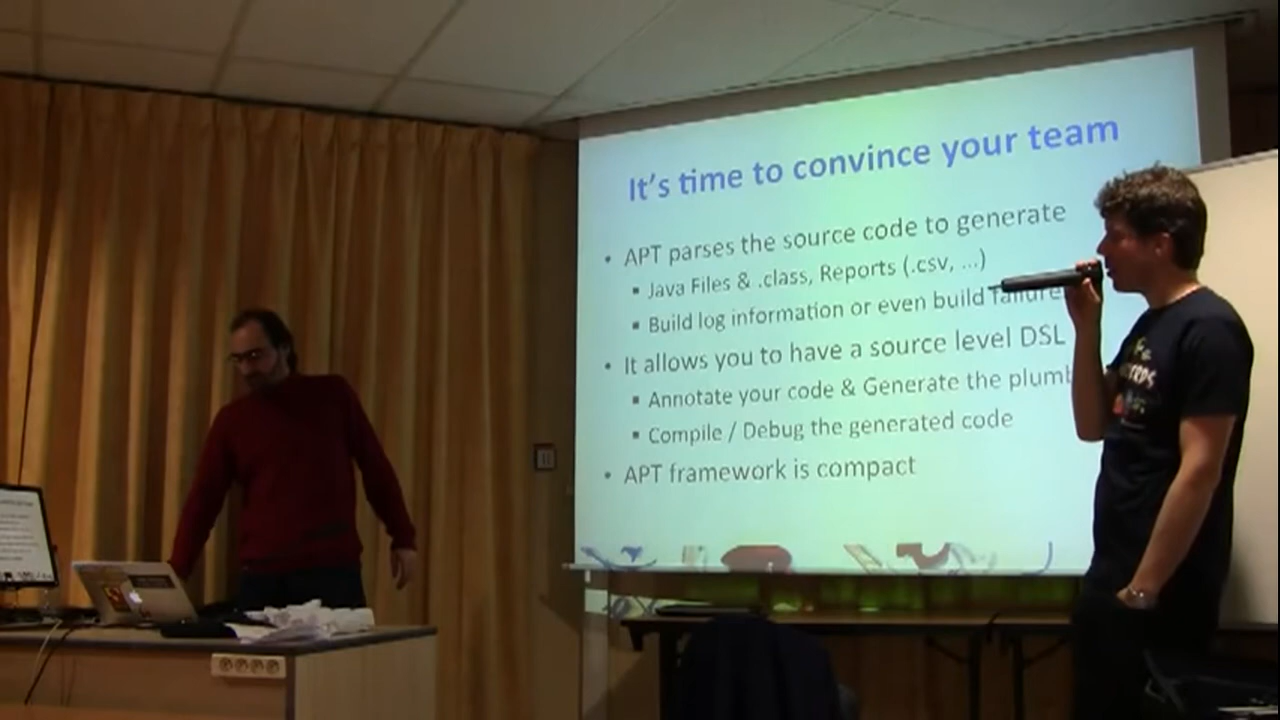 It's time to convince your team
• APT parses the source code to generate
▪ Java Files & .class, Reports (.csv, ...)
▪ Build log information or even build failure
• It allows you to have a source level DSL
▪ Annotate your code & Generate the plumb
▪ Compile / Debug the generated code
• APT framework is compact